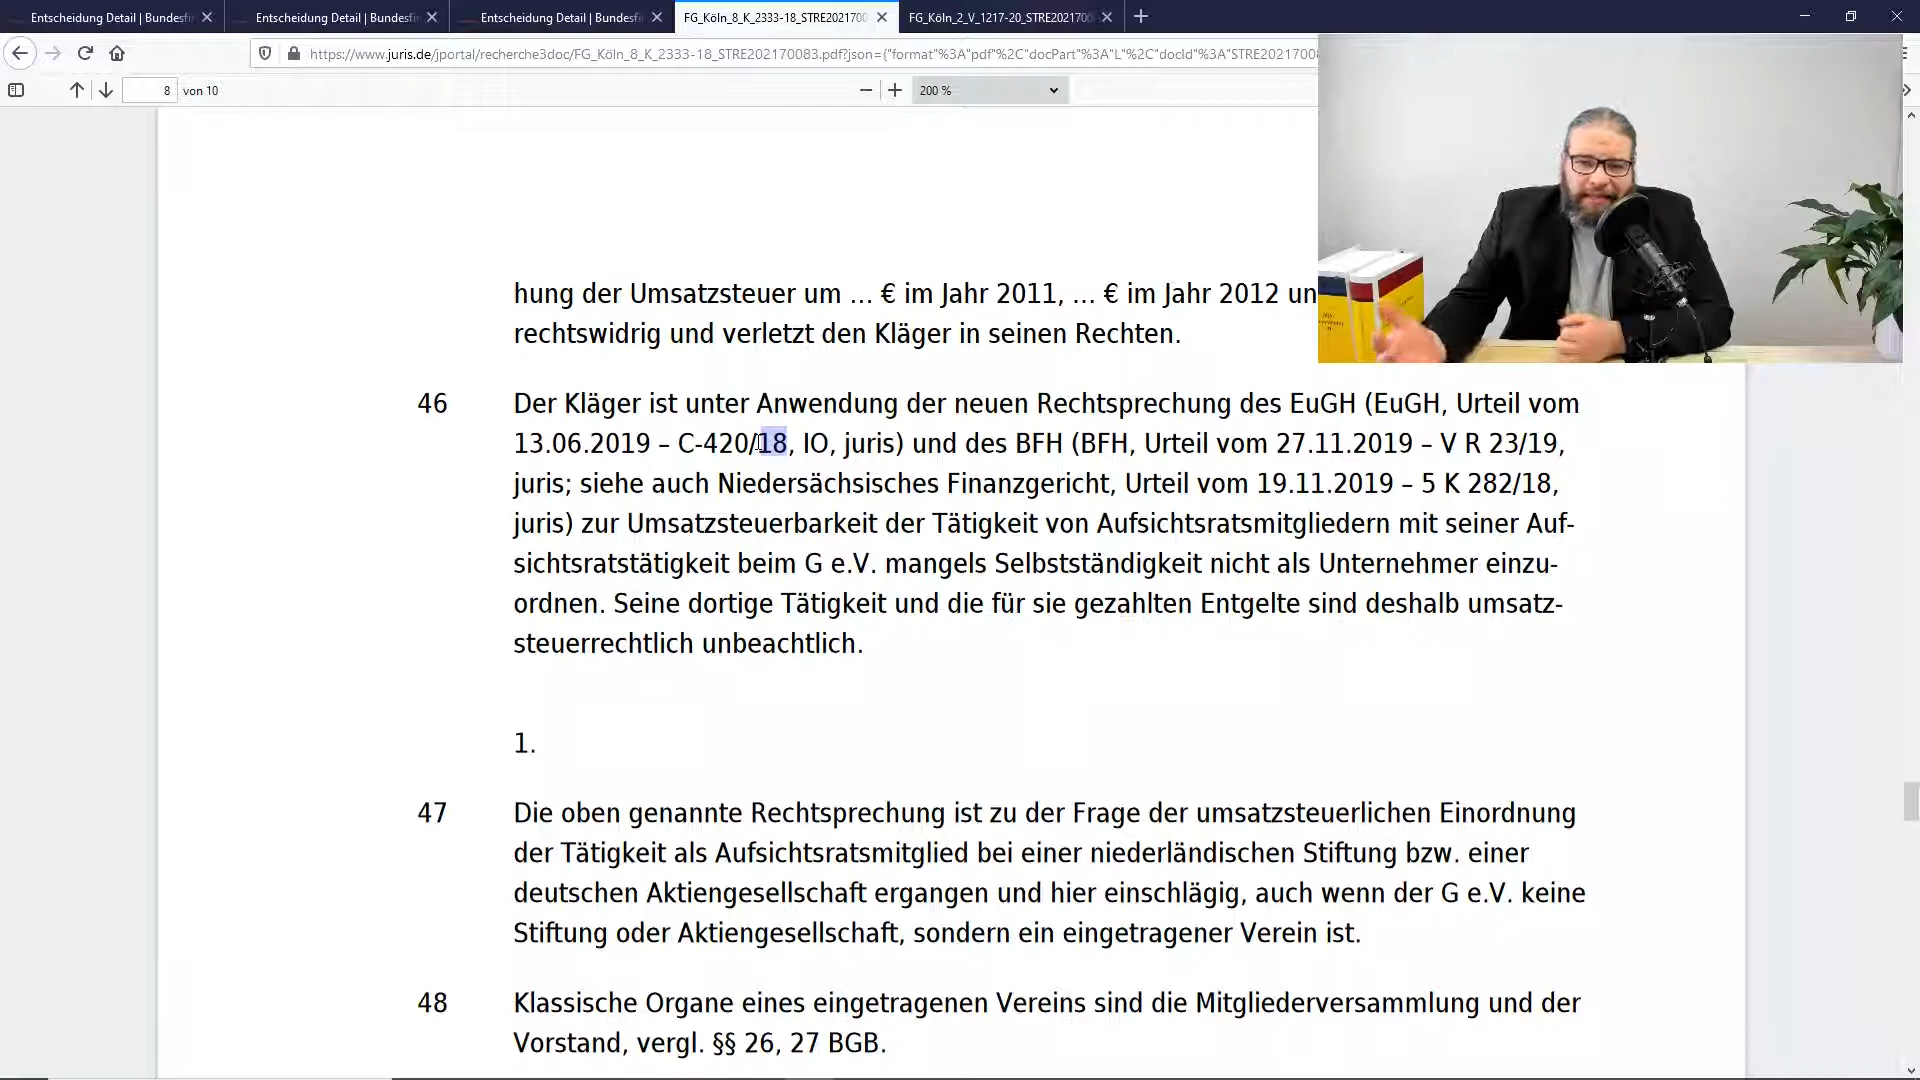 Entscheidung Detail | Bundesfi
Entscheidung Detail | Bundesfi
Entscheidung Detail | Bundesfi
FG_Köln_8_K_2333-18_STRE2021700
FG_Köln_2_V_1217-20_STRE20217008
https://www.juris.de/jportal/recherche3doc/FG_Köln_8_K_2333-18_STRE202170083.pdf?json={"format"%3A"pdf"%2C"docPart"%3A"L"%2C"docId"%3A"STRE20217008
8 von 10
200 %
hung der Umsatzsteuer um ... € im Jahr 2011, ... € im Jahr 2012 un
rechtswidrig und verletzt den Kläger in seinen Rechten.
46 Der Kläger ist unter Anwendung der neuen Rechtsprechung des EuGH (EuGH, Urteil vom
13.06.2019 – C-420/18, IO, juris) und des BFH (BFH, Urteil vom 27.11.2019 – V R 23/19,
juris; siehe auch Niedersächsisches Finanzgericht, Urteil vom 19.11.2019 – 5 K 282/18,
juris) zur Umsatzsteuerbarkeit der Tätigkeit von Aufsichtsratsmitgliedern mit seiner Auf-
sichtsratstätigkeit beim G e.V. mangels Selbstständigkeit nicht als Unternehmer einzu-
ordnen. Seine dortige Tätigkeit und die für sie gezahlten Entgelte sind deshalb umsatz-
steuerrechtlich unbeachtlich.
1.
47 Die oben genannte Rechtsprechung ist zu der Frage der umsatzsteuerlichen Einordnung
der Tätigkeit als Aufsichtsratsmitglied bei einer niederländischen Stiftung bzw. einer
deutschen Aktiengesellschaft ergangen und hier einschlägig, auch wenn der G e.V. keine
Stiftung oder Aktiengesellschaft, sondern ein eingetragener Verein ist.
48 Klassische Organe eines eingetragenen Vereins sind die Mitgliederversammlung und der
Vorstand, vergl. §§ 26, 27 BGB.